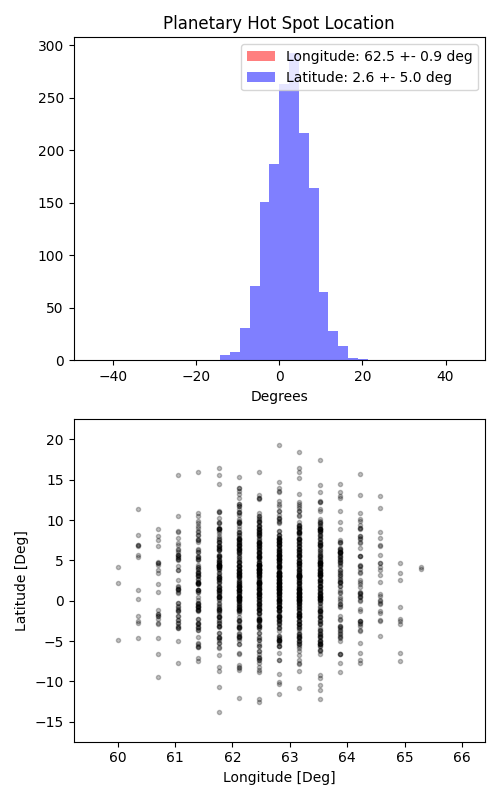 Planetary Hot Spot Location
300
250
200
150
100
50
0
Longitude: 62.5 +- 0.9 deg
Latitude: 2.6 +- 5.0 deg
−40 −20 0 20 40
Degrees
20
15
10
5
0
−5
−10
−15
Latitude [Deg]
60 61 62 63 64 65 66
Longitude [Deg]